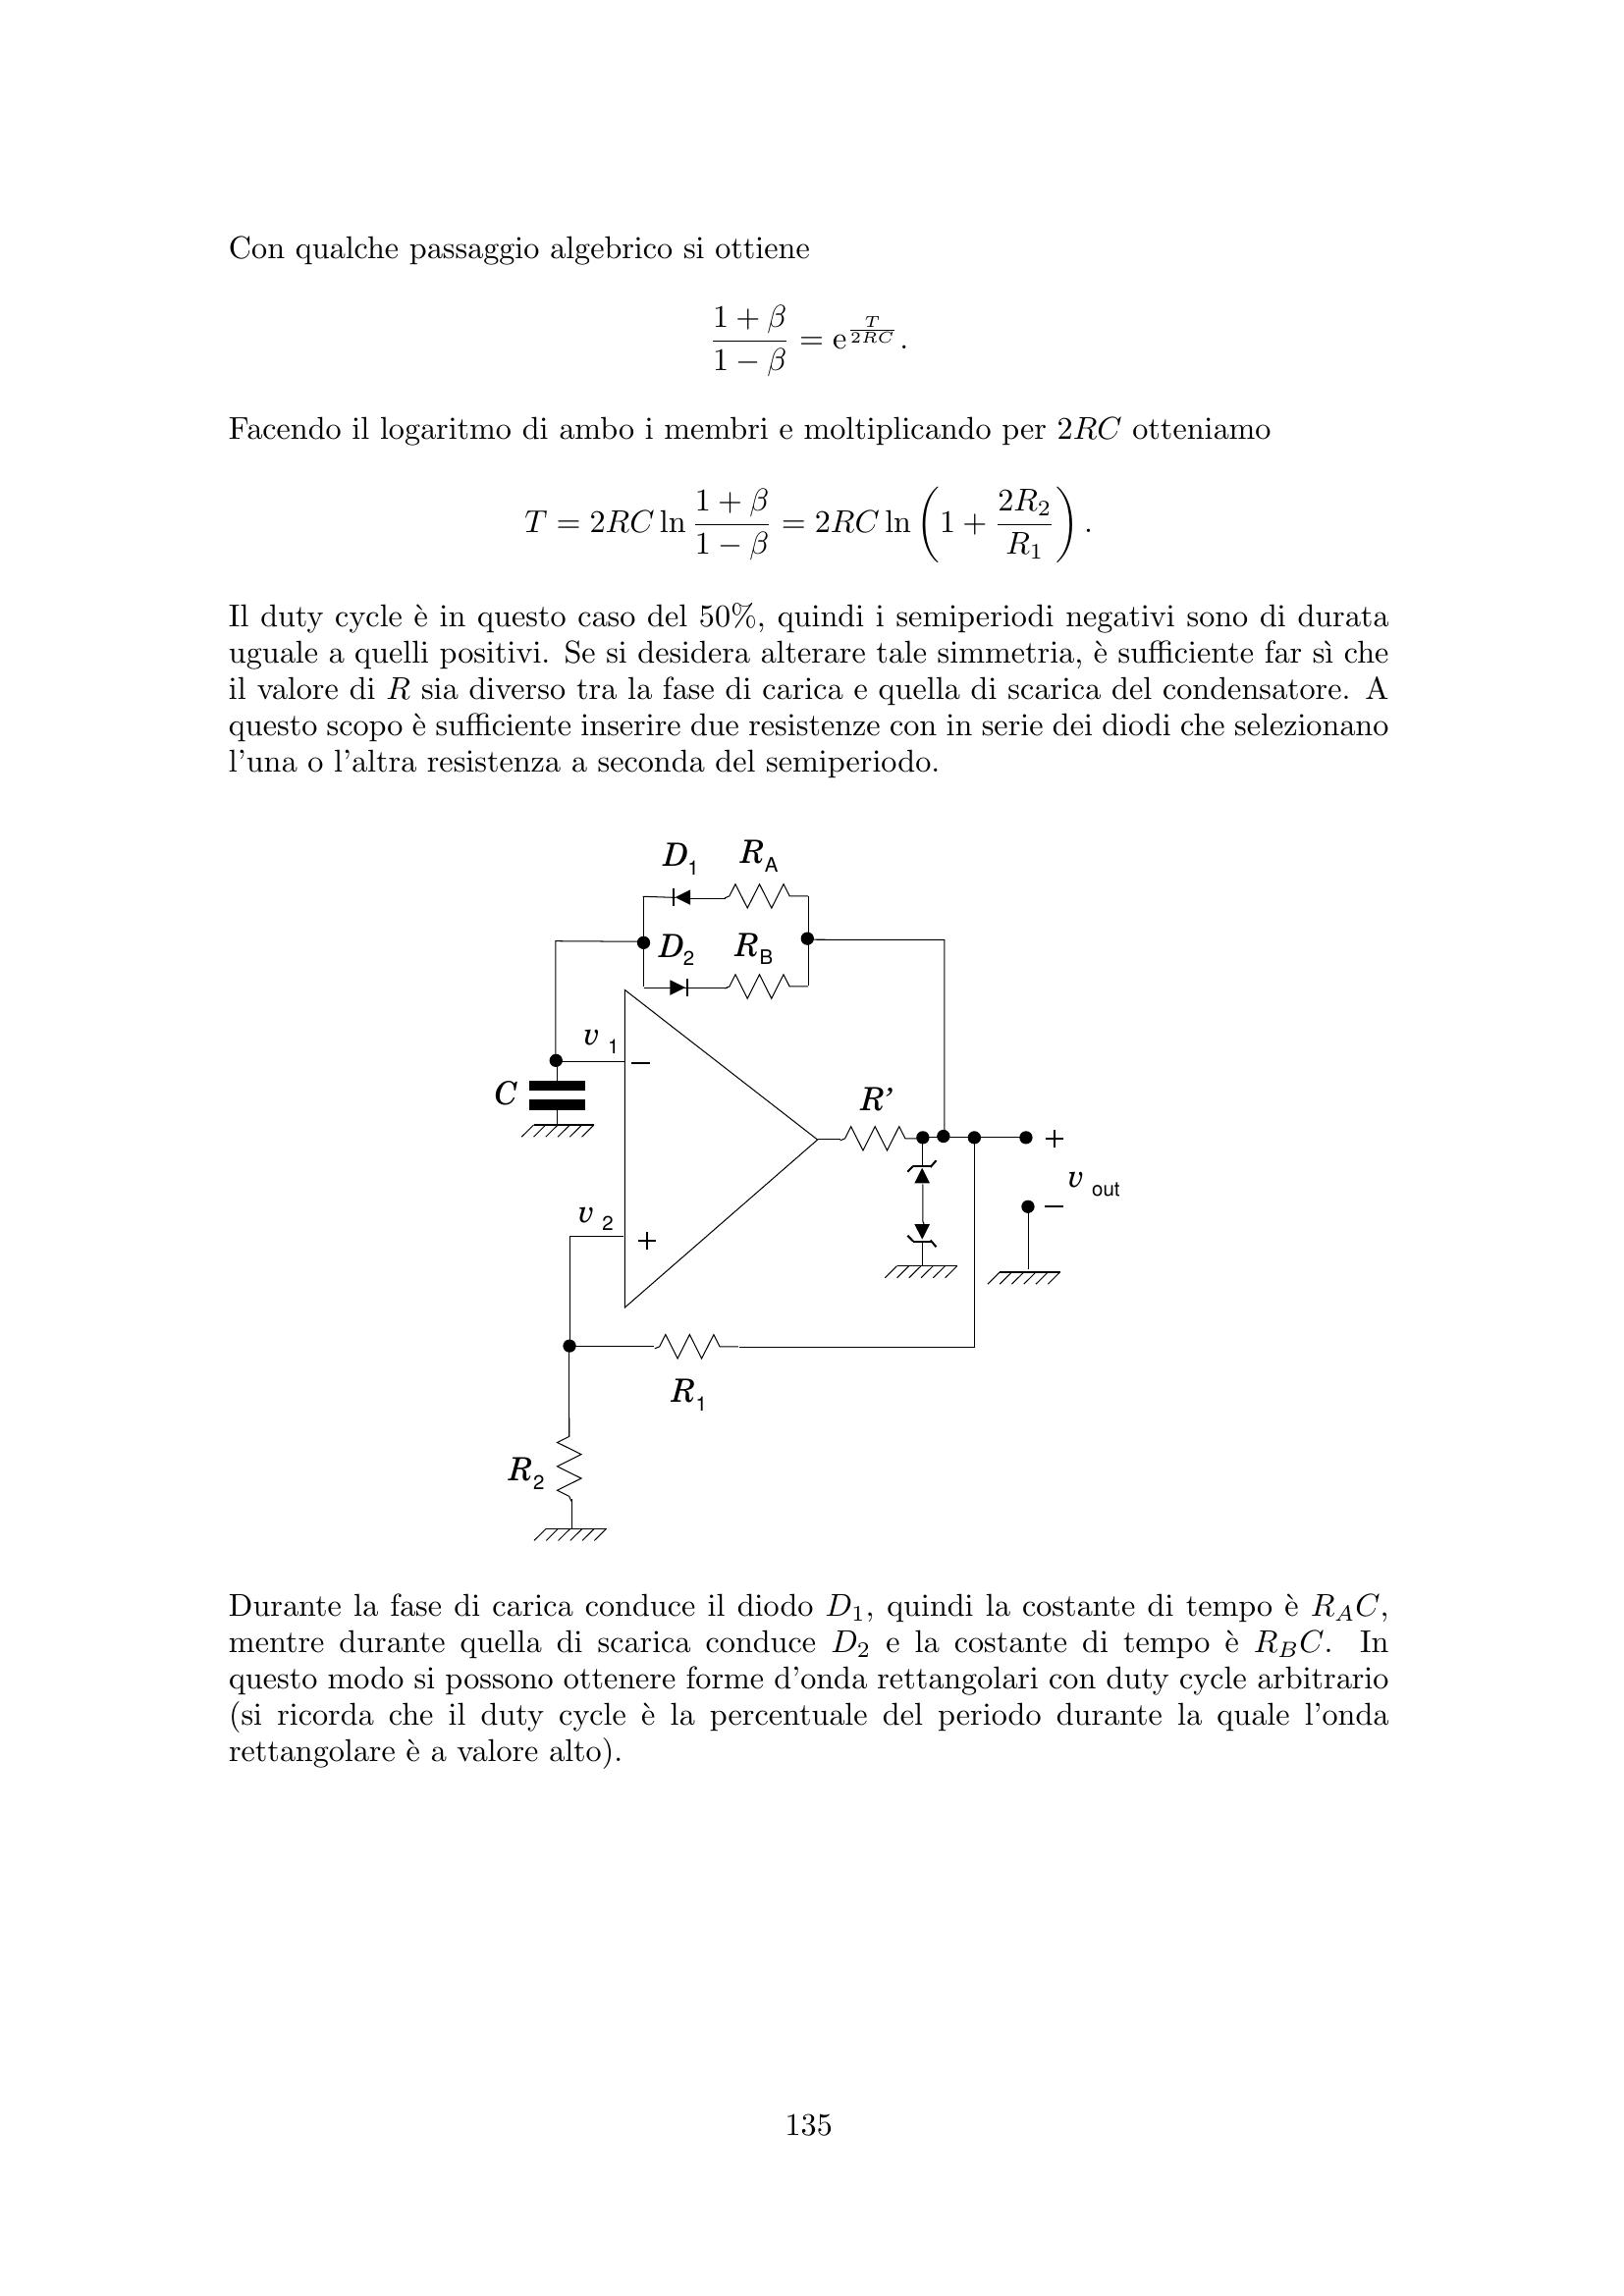 Con qualche passaggio algebrico si ottiene
\frac{1 + β}{1 − β} = e^{\frac{T}{2RC}}.
Facendo il logaritmo di ambo i membri e moltiplicando per 2RC otteniamo
T = 2RC ln \frac{1 + β}{1 − β} = 2RC ln (1 + \frac{2R_2}{R_1}).
Il duty cycle è in questo caso del 50%, quindi i semiperiodi negativi sono di durata
uguale a quelli positivi. Se si desidera alterare tale simmetria, è sufficiente far sì che
il valore di R sia diverso tra la fase di carica e quella di scarica del condensatore. A
questo scopo è sufficiente inserire due resistenze con in serie dei diodi che selezionano
l'una o l'altra resistenza a seconda del semiperiodo.
D_1 R_A
D_2 R_B
v_1
−
C
R'
+
v_out
−
v_2
+
R_1
R_2
Durante la fase di carica conduce il diodo D_1, quindi la costante di tempo è R_AC,
mentre durante quella di scarica conduce D_2 e la costante di tempo è R_BC. In
questo modo si possono ottenere forme d'onda rettangolari con duty cycle arbitrario
(si ricorda che il duty cycle è la percentuale del periodo durante la quale l'onda
rettangolare è a valore alto).
135